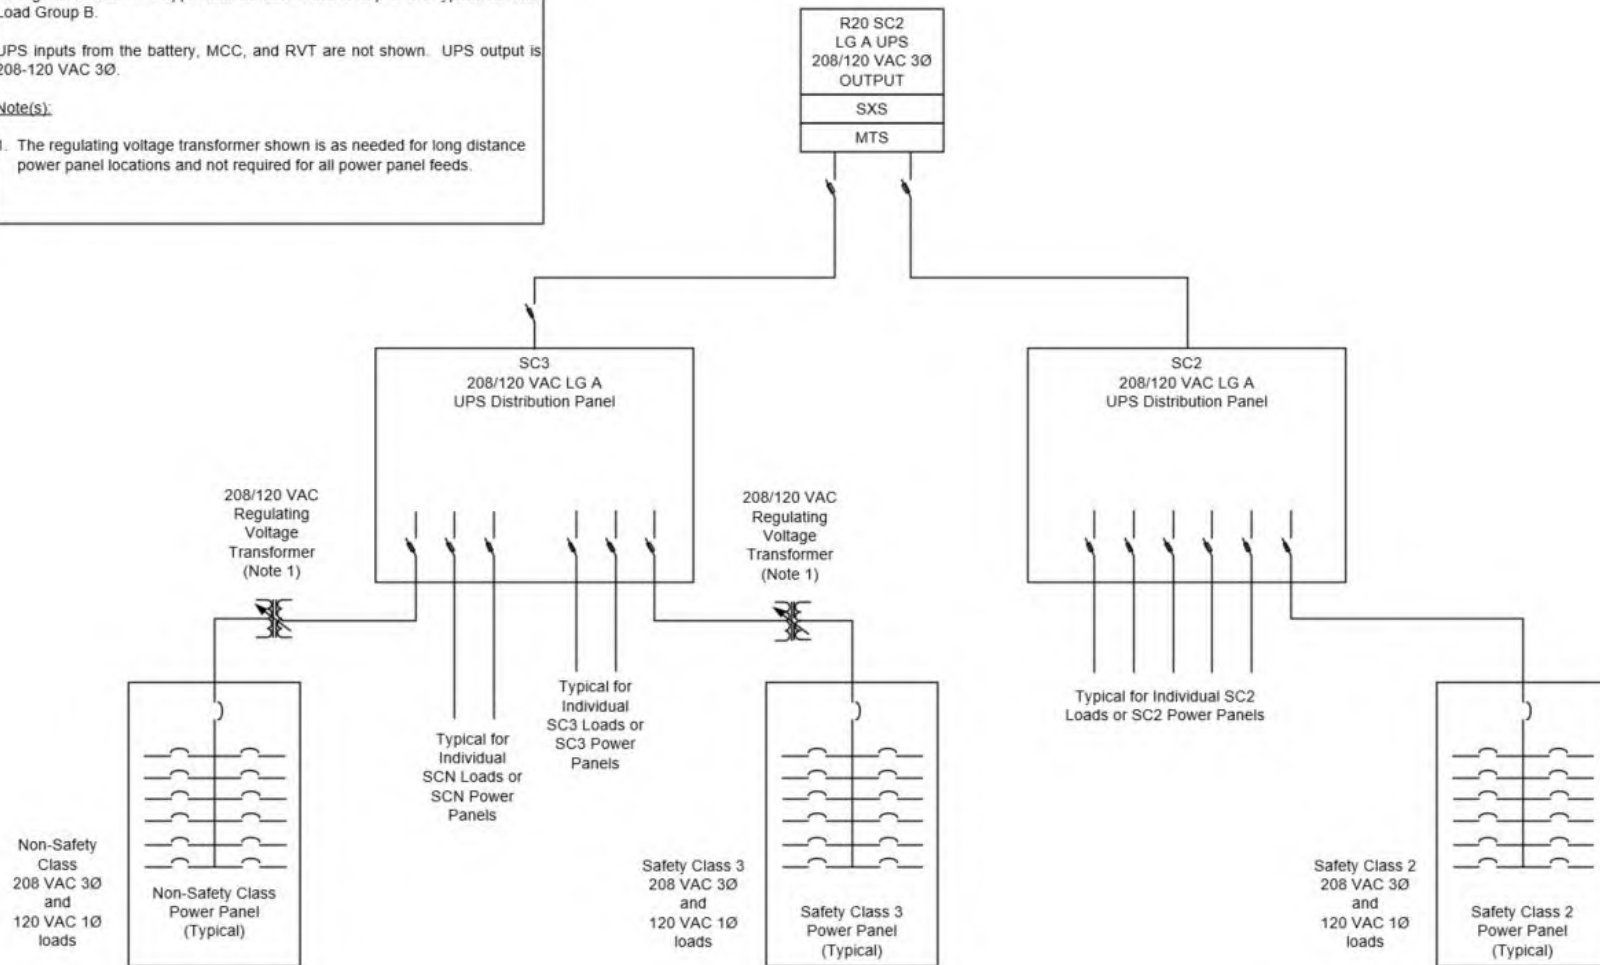 Load Group B.
UPS inputs from the battery, MCC, and RVT are not shown. UPS output is
208-120 VAC 3Ø.
Note(s):
1. The regulating voltage transformer shown is as needed for long distance
power panel locations and not required for all power panel feeds.
R20 SC2
LG A UPS
208/120 VAC 3Ø
OUTPUT
SXS
MTS
SC3
208/120 VAC LG A
UPS Distribution Panel
SC2
208/120 VAC LG A
UPS Distribution Panel
208/120 VAC
Regulating
Voltage
Transformer
(Note 1)
208/120 VAC
Regulating
Voltage
Transformer
(Note 1)
Typical for
Individual
SCN Loads or
SCN Power
Panels
Typical for
Individual
SC3 Loads or
SC3 Power
Panels
Typical for Individual SC2
Loads or SC2 Power Panels
Non-Safety
Class
208 VAC 3Ø
and
120 VAC 1Ø
loads
Non-Safety Class
Power Panel
(Typical)
Safety Class 3
208 VAC 3Ø
and
120 VAC 1Ø
loads
Safety Class 3
Power Panel
(Typical)
Safety Class 2
208 VAC 3Ø
and
120 VAC 1Ø
loads
Safety Class 2
Power Panel
(Typical)